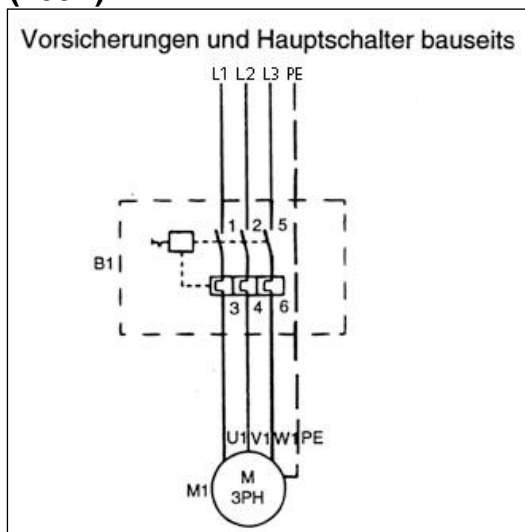 Vorsicherungen und Hauptschalter bauseits
L1 L2 L3 PE
1 2 5
B1
3 4 6
U1 V1 W1 PE
M1
M
3PH